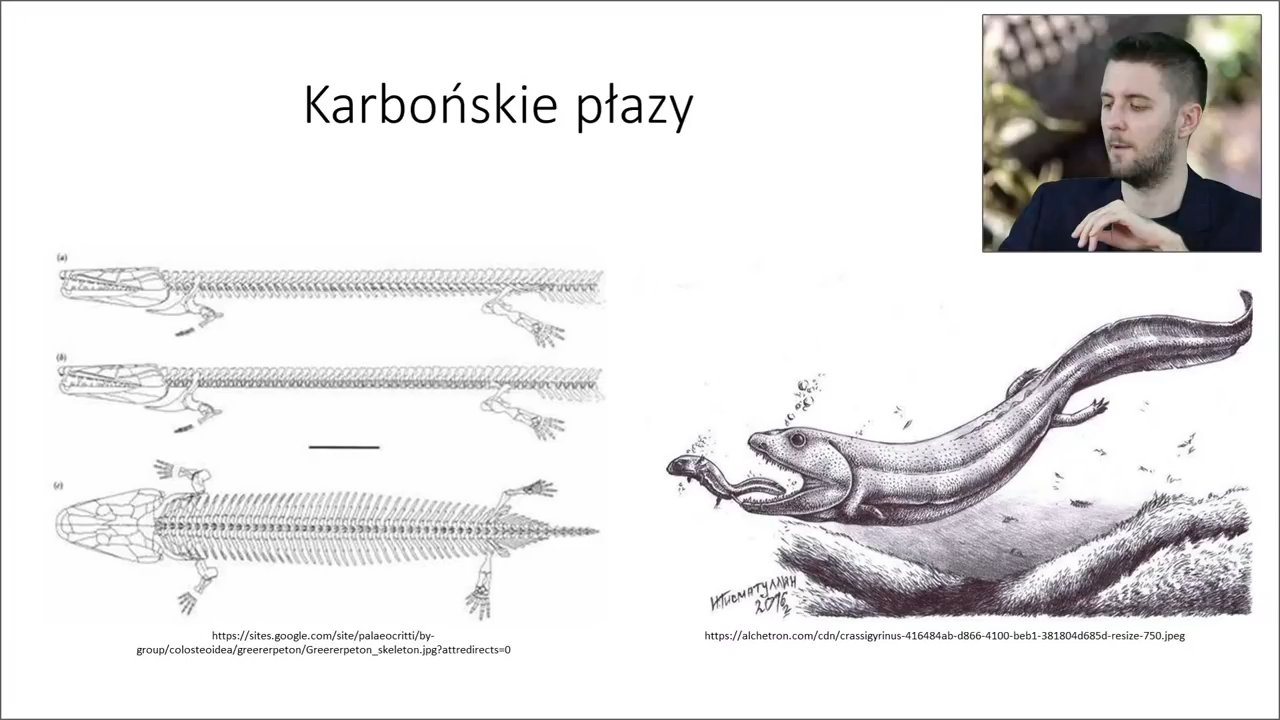 Karbońskie płazy
(a)
(b)
(c)
2016
https://sites.google.com/site/palaeocritti/by-
group/colosteoidea/greererpeton/Greererpeton_skeleton.jpg?attredirects=0
https://alchetron.com/cdn/crassigyrinus-416484ab-d866-4100-beb1-381804d685d-resize-750.jpeg